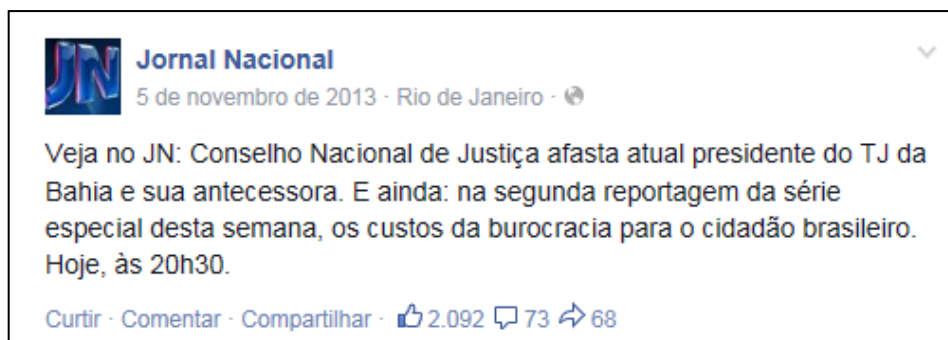 JN
Jornal Nacional
5 de novembro de 2013 · Rio de Janeiro ·
Veja no JN: Conselho Nacional de Justiça afasta atual presidente do TJ da
Bahia e sua antecessora. E ainda: na segunda reportagem da série
especial desta semana, os custos da burocracia para o cidadão brasileiro.
Hoje, às 20h30.
Curtir · Comentar · Compartilhar · 2.092 73 68